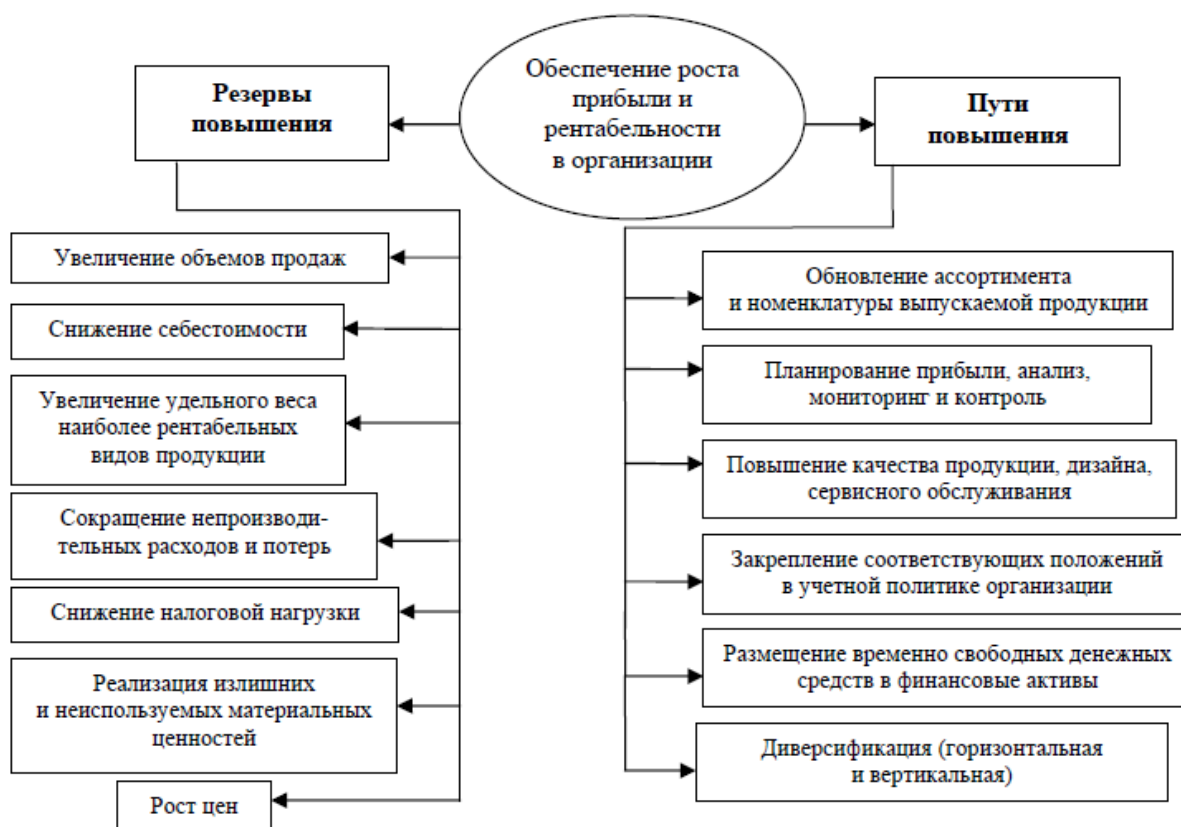 Обеспечение роста
прибыли и
рентабельности
в организации
Резервы
повышения
Увеличение объемов продаж
Снижение себестоимости
Увеличение удельного веса
наиболее рентабельных
видов продукции
Сокращение непроизводи-
тельных расходов и потерь
Снижение налоговой нагрузки
Реализация излишних
и неиспользуемых материальных
ценностей
Рост цен
Пути
повышения
Обновление ассортимента
и номенклатуры выпускаемой продукции
Планирование прибыли, анализ,
мониторинг и контроль
Повышение качества продукции, дизайна,
сервисного обслуживания
Закрепление соответствующих положений
в учетной политике организации
Размещение временно свободных денежных
средств в финансовые активы
Диверсификация (горизонтальная
и вертикальная)